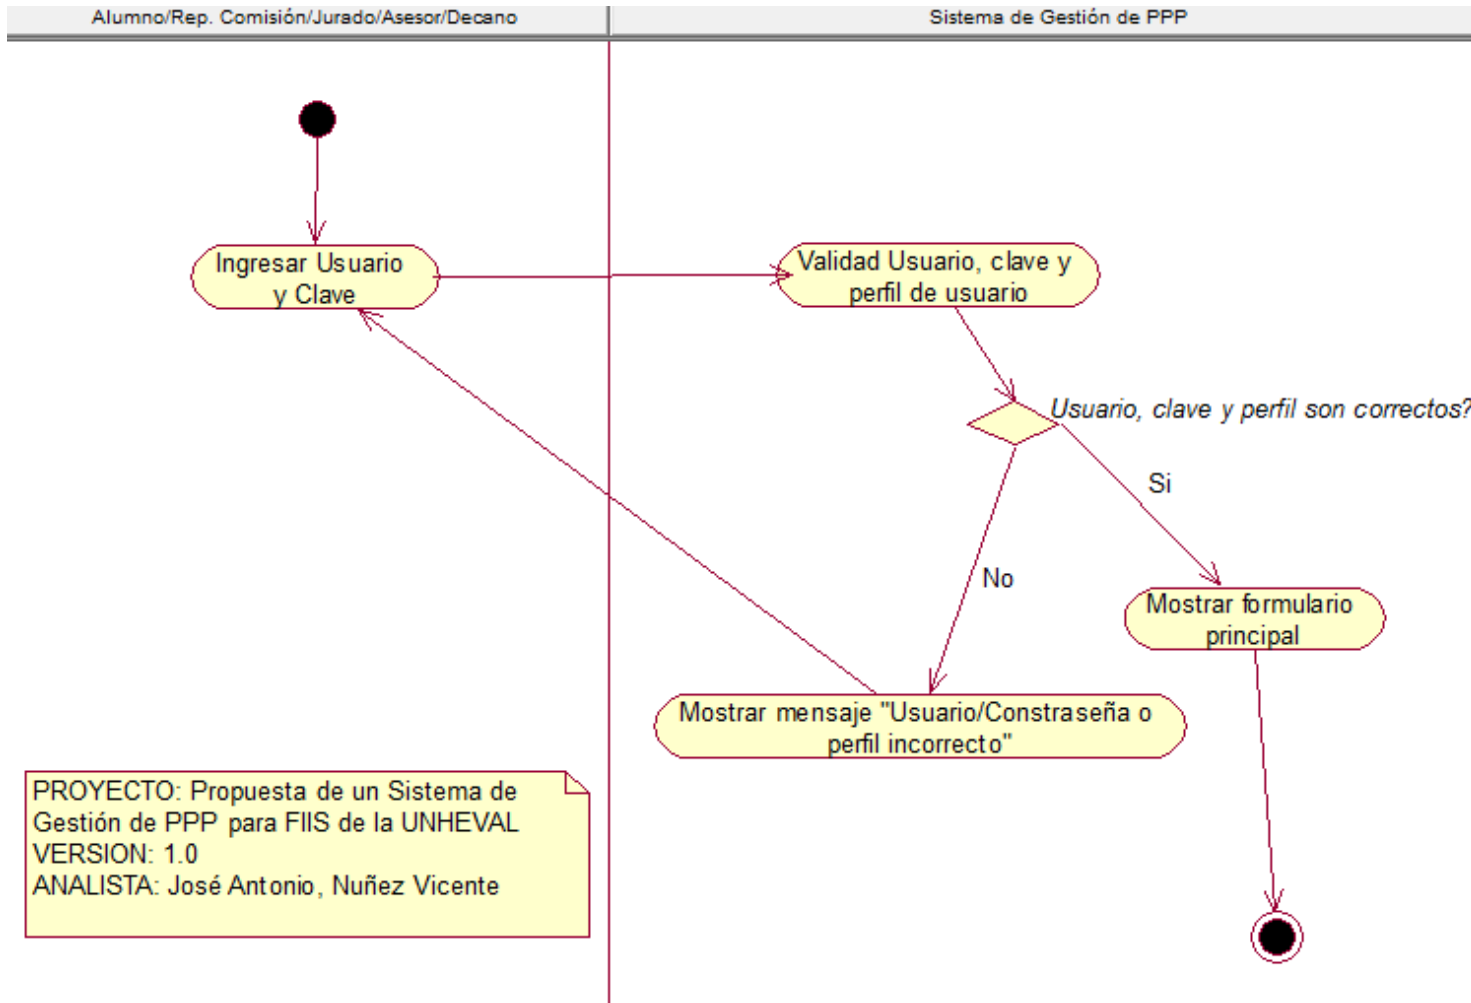 Alumno/Rep. Comisión/Jurado/Asesor/Decano
Sistema de Gestión de PPP
Ingresar Usuario
y Clave
Validad Usuario, clave y
perfil de usuario
Usuario, clave y perfil son correctos?
Si
No
Mostrar formulario
principal
Mostrar mensaje "Usuario/Constraseña o
perfil incorrecto"
PROYECTO: Propuesta de un Sistema de
Gestión de PPP para FIIS de la UNHEVAL
VERSION: 1.0
ANALISTA: José Antonio, Nuñez Vicente